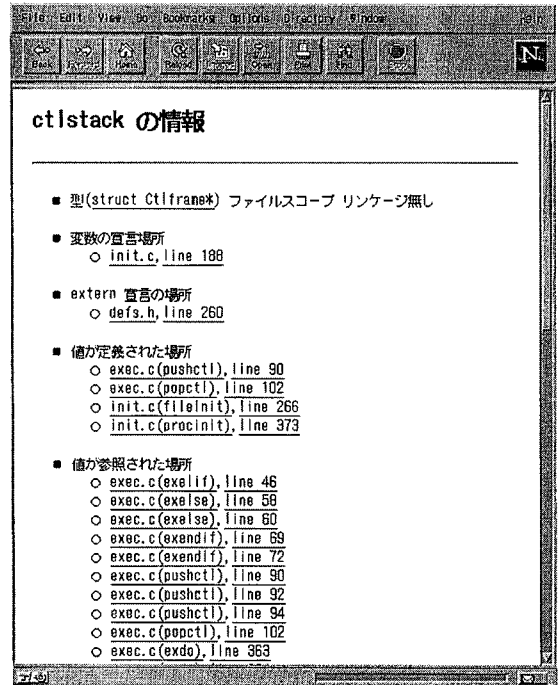 File Edit View Go Bookmarks Options Directory Window Help
Back Home Reload Open Print
N
ctlstack の情報
型(struct Ctlframe*) ファイルスコープ リンケージ無し
変数の宣言場所
init.c, line 188
extern 宣言の場所
defs.h, line 260
値が定義された場所
exec.c(pushctl), line 90
exec.c(popctl), line 102
init.c(fileinit), line 266
init.c(procinit), line 373
値が参照された場所
exec.c(exelif), line 46
exec.c(exelse), line 58
exec.c(exelse), line 60
exec.c(exendif), line 69
exec.c(exendif), line 72
exec.c(pushctl), line 90
exec.c(pushctl), line 92
exec.c(pushctl), line 94
exec.c(popctl), line 102
exec.c(exdo), line 363